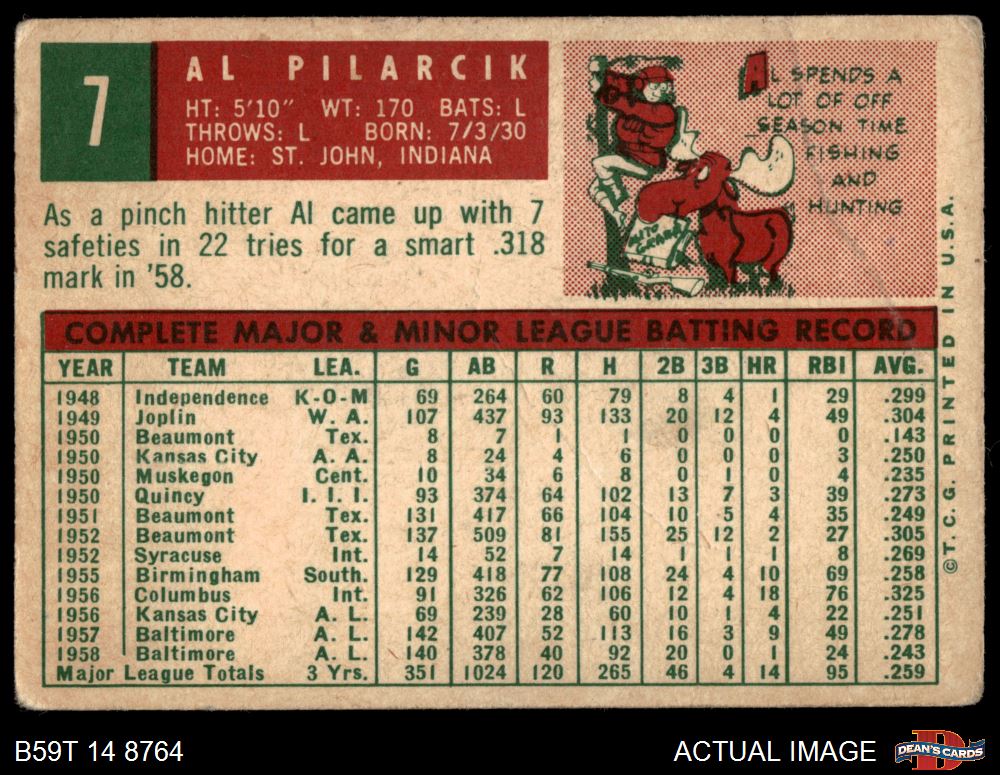 7
AL PILARCIK
HT: 5'10" WT: 170 BATS: L
THROWS: L BORN: 7/3/30
HOME: ST. JOHN, INDIANA
AL SPENDS A
LOT OF OFF
SEASON TIME
FISHING
AND
HUNTING
As a pinch hitter Al came up with 7
safeties in 22 tries for a smart .318
mark in '58.
COMPLETE MAJOR & MINOR LEAGUE BATTING RECORD
YEAR TEAM LEA. G AB R H 2B 3B HR RBI AVG.
1948 Independence K-O-M 69 264 60 79 8 4 1 29 .299
1949 Joplin W. A. 107 437 93 133 20 12 4 49 .304
1950 Beaumont Tex. 8 7 1 1 0 0 0 0 .143
1950 Kansas City A. A. 8 24 4 6 0 0 0 3 .250
1950 Muskegon Cent. 10 34 6 8 0 1 0 4 .235
1950 Quincy I. I. I. 93 374 64 102 13 7 3 39 .273
1951 Beaumont Tex. 131 417 66 104 10 5 4 35 .249
1952 Beaumont Tex. 137 509 81 155 25 12 2 27 .305
1952 Syracuse Int. 14 52 7 14 1 1 1 8 .269
1955 Birmingham South. 129 418 77 108 24 4 10 69 .258
1956 Columbus Int. 91 326 62 106 12 4 18 76 .325
1956 Kansas City A. L. 69 239 28 60 10 1 4 22 .251
1957 Baltimore A. L. 142 407 52 113 16 3 9 49 .278
1958 Baltimore A. L. 140 378 40 92 20 0 1 24 .243
Major League Totals 3 Yrs. 351 1024 120 265 46 4 14 95 .259
©T. C. G. PRINTED IN U.S.A.
B59T 14 8764
ACTUAL IMAGE
DEAN'S CARDS